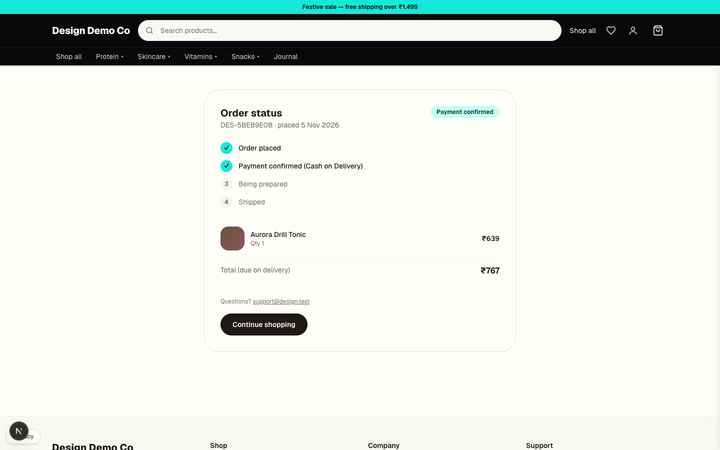 Festive sale — free shipping over ₹1,499
Design Demo Co
Search products…
Shop all
Shop all
Protein
Skincare
Vitamins
Snacks
Journal
Order status
Payment confirmed
DES-5BEB9E0B · placed 5 Nov 2026
Order placed
Payment confirmed (Cash on Delivery)
3 Being prepared
4 Shipped
Aurora Drill Tonic
₹639
Qty 1
Total (due on delivery)
₹767
Questions? support@design.test
Continue shopping
N
Design Demo Co
Shop
Company
Support